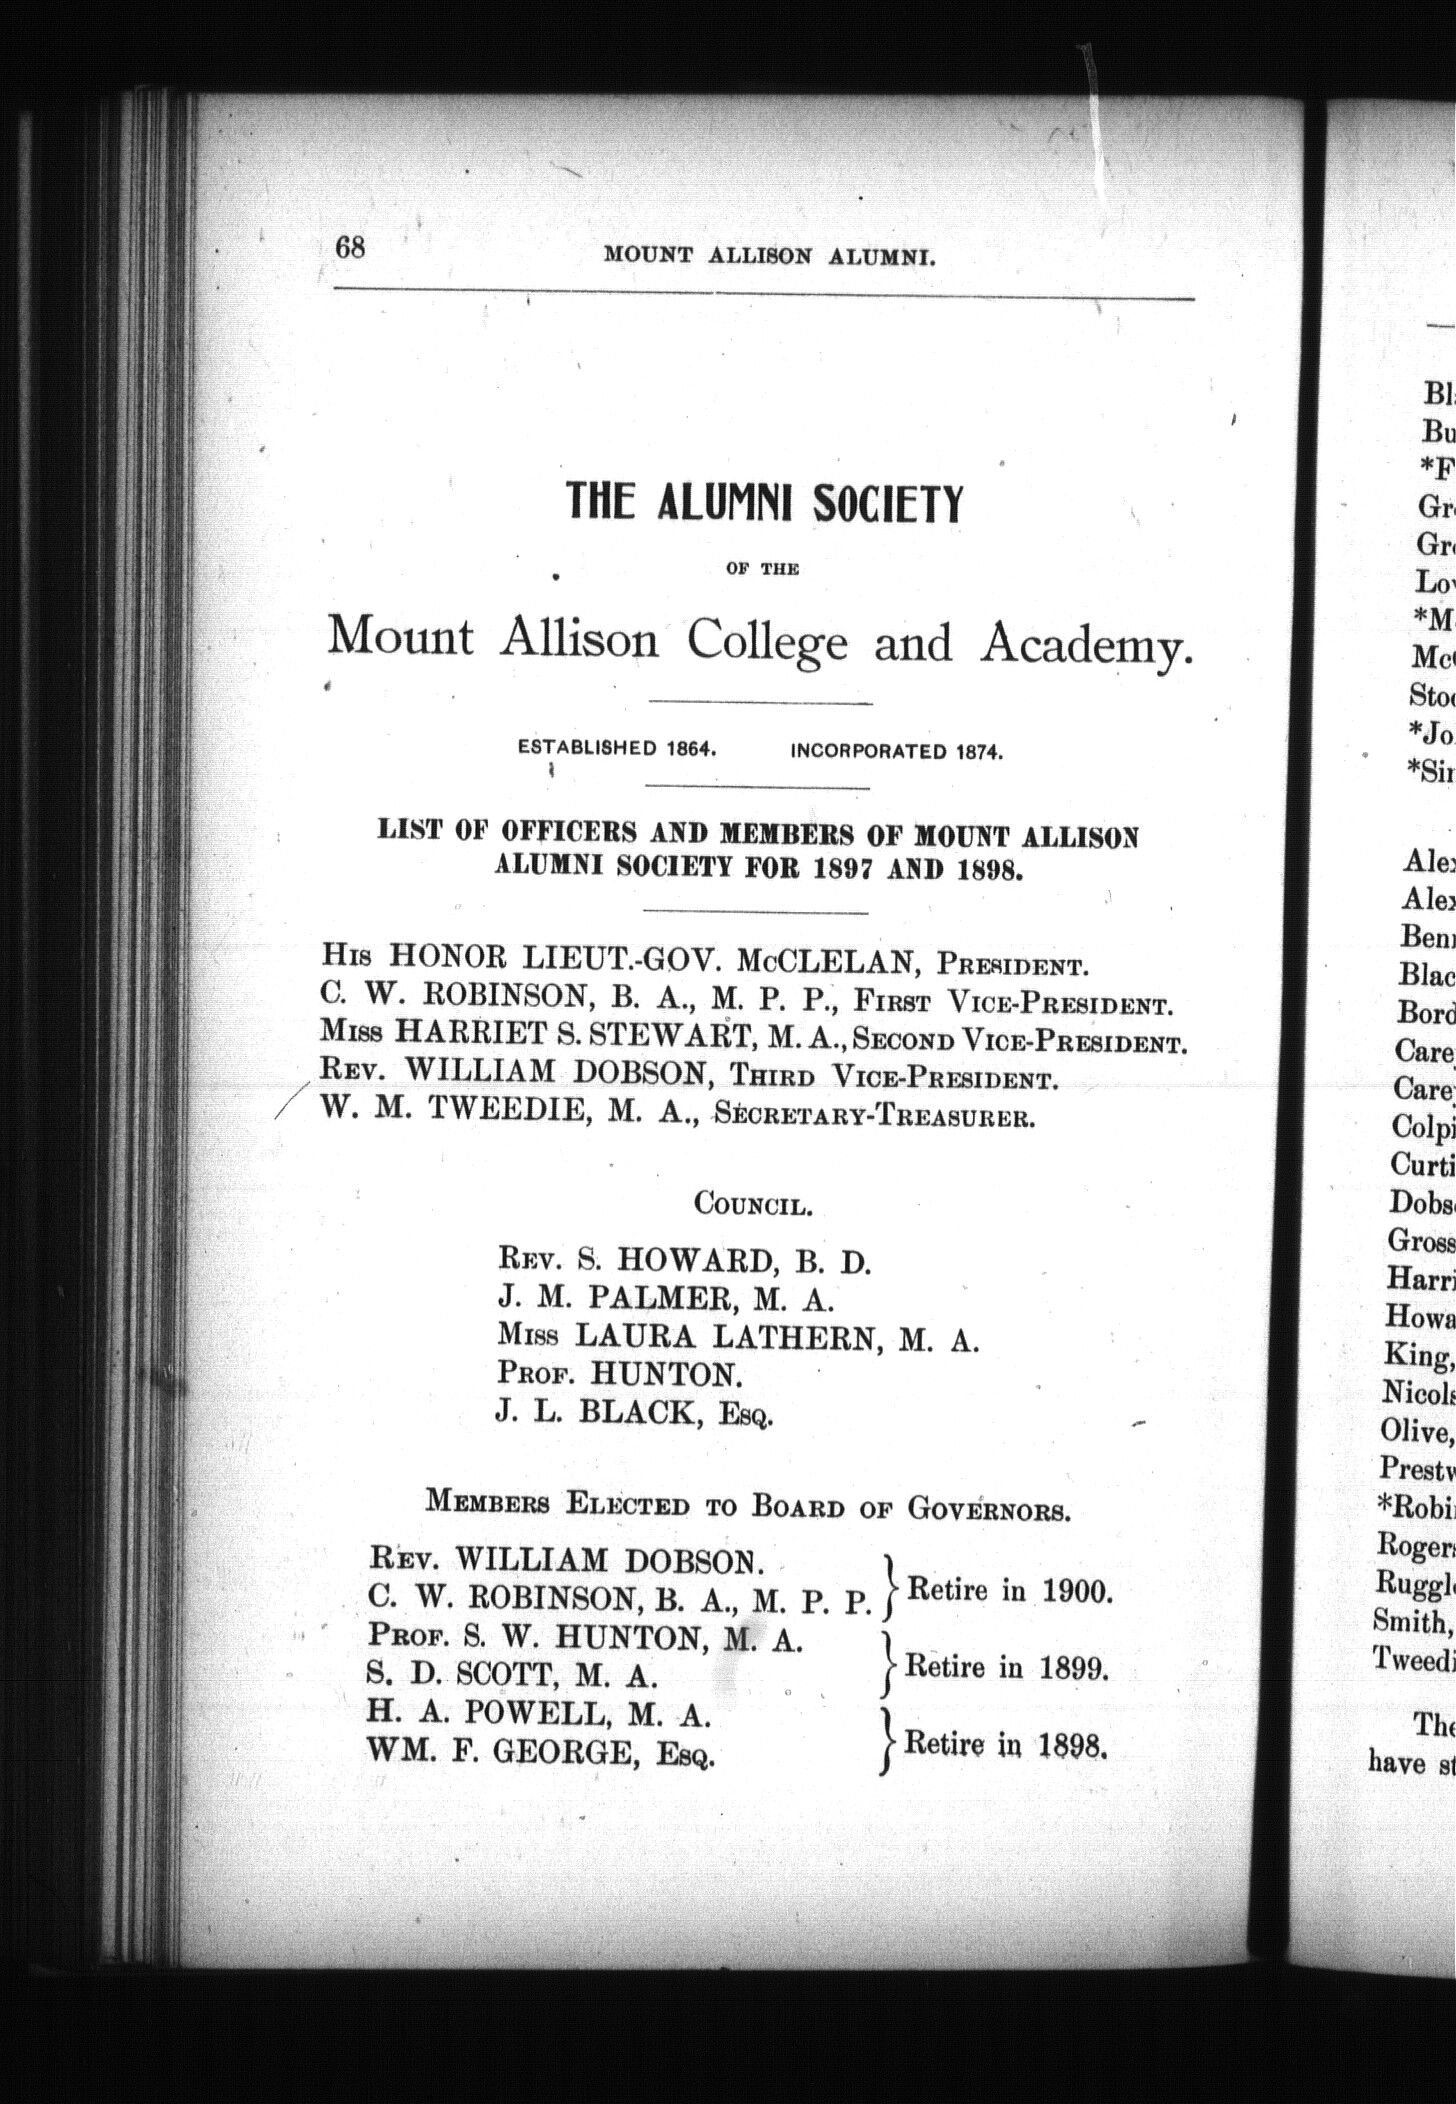 68
MOUNT ALLISON ALUMNI.
THE ALUMNI SOCIETY
OF THE
Mount Allison College and Academy.
ESTABLISHED 1864. INCORPORATED 1874.
LIST OF OFFICERS AND MEMBERS OF MOUNT ALLISON
ALUMNI SOCIETY FOR 1897 AND 1898.
His HONOR LIEUT.-GOV. McCLELAN, PRESIDENT.
C. W. ROBINSON, B. A., M. P. P., FIRST VICE-PRESIDENT.
Miss HARRIET S. STEWART, M. A., SECOND VICE-PRESIDENT.
REV. WILLIAM DOBSON, THIRD VICE-PRESIDENT.
W. M. TWEEDIE, M. A., SECRETARY-TREASURER.
COUNCIL.
REV. S. HOWARD, B. D.
J. M. PALMER, M. A.
Miss LAURA LATHERN, M. A.
PROF. HUNTON.
J. L. BLACK, Esq.
MEMBERS ELECTED TO BOARD OF GOVERNORS.
REV. WILLIAM DOBSON.
C. W. ROBINSON, B. A., M. P. P. } Retire in 1900.
PROF. S. W. HUNTON, M. A.
S. D. SCOTT, M. A. } Retire in 1899.
H. A. POWELL, M. A.
WM. F. GEORGE, Esq. } Retire in 1898.
King,
Olive,
Smith,
have